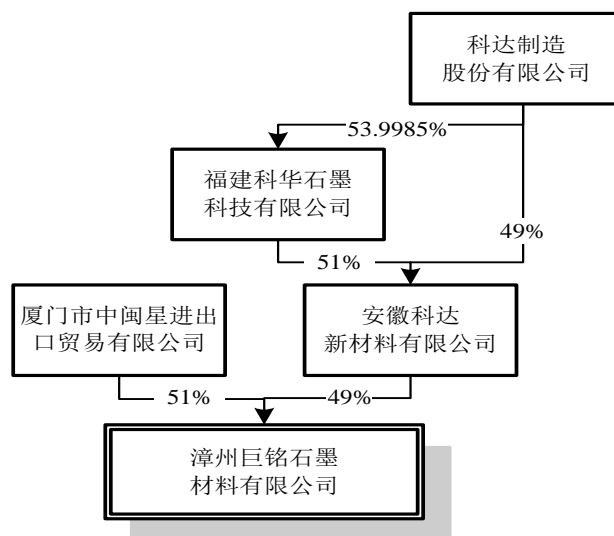 科达制造
股份有限公司
53.9985%
福建科华石墨
科技有限公司
49%
51%
厦门市中闽星进出
口贸易有限公司
安徽科达
新材料有限公司
51%
49%
漳州巨铭石墨
材料有限公司